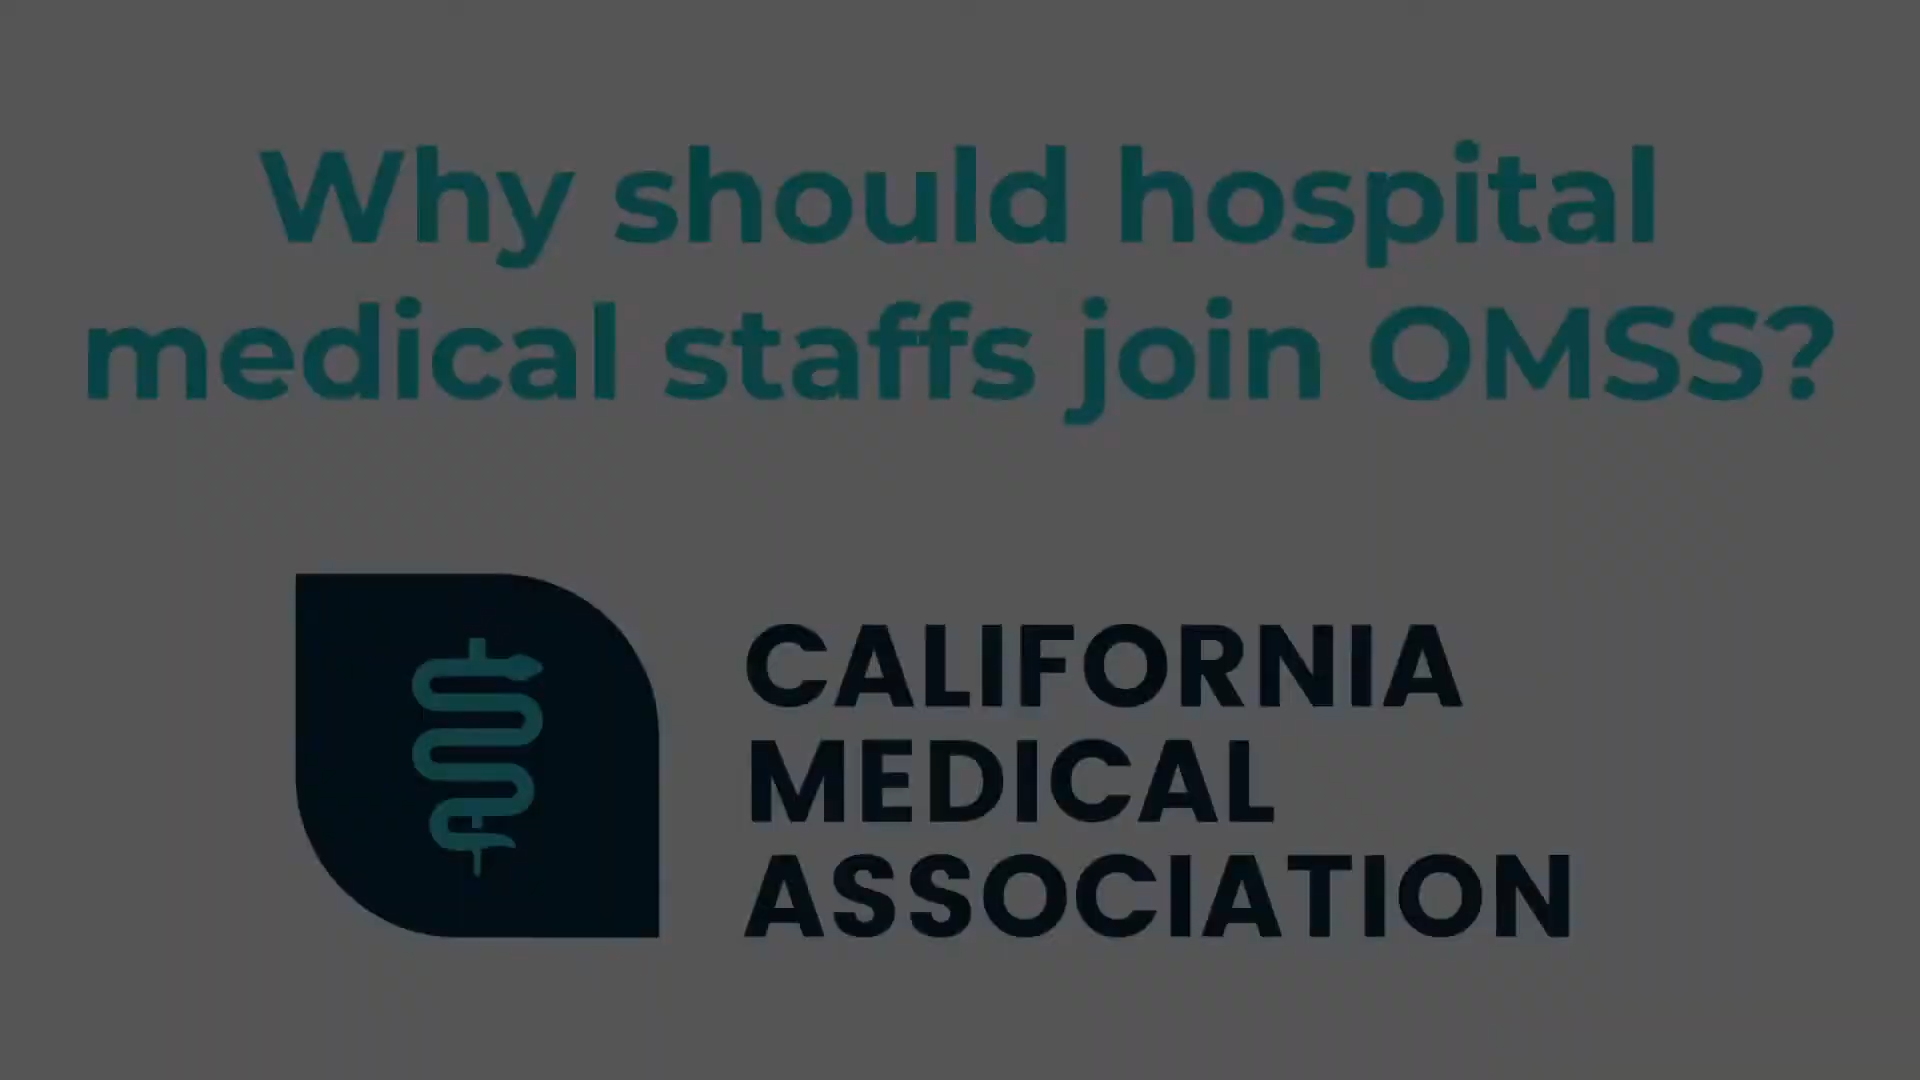 Why should hospital
medical staffs join OMSS?
CALIFORNIA
MEDICAL
ASSOCIATION